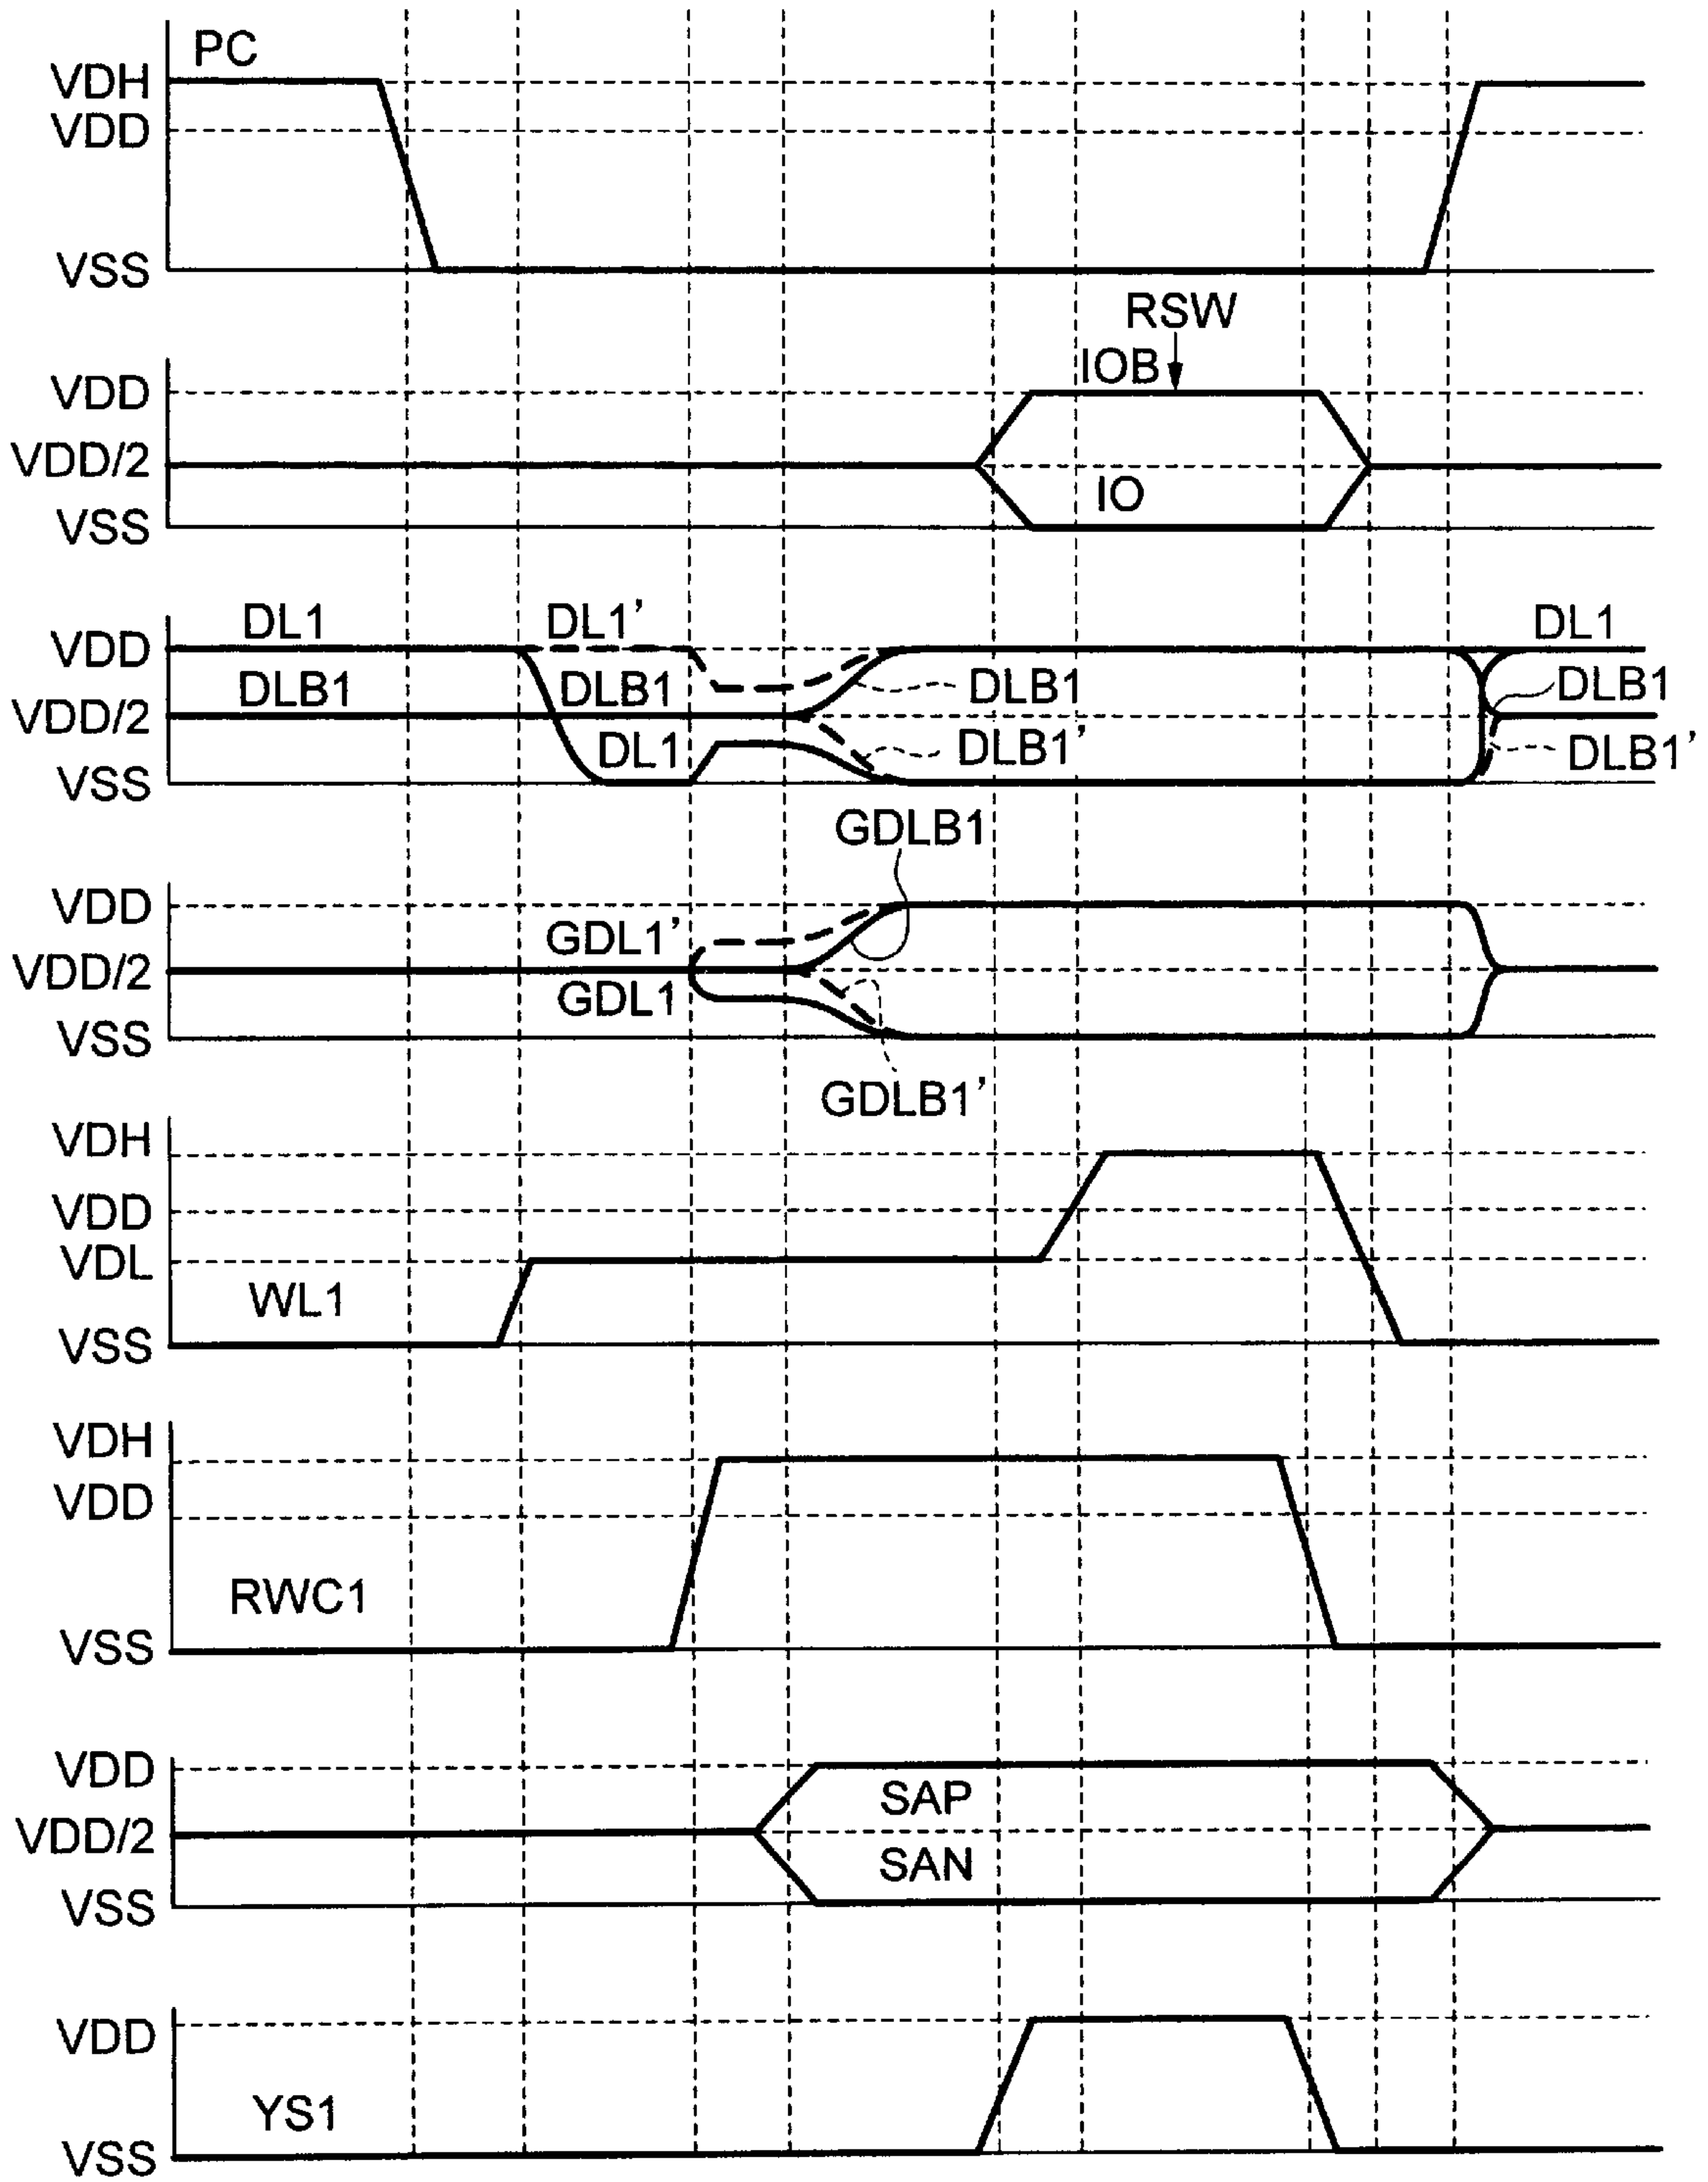 PC
VDH
VDD
VSS
RSW
IOB
VDD
VDD/2
IO
VSS
DL1 DL1’ DL1
VDD
DLB1 DLB1 DLB1 DLB1
VDD/2
DL1 DLB1’ DLB1’
VSS
GDLB1
VDD
GDL1’
VDD/2
GDL1
VSS
GDLB1’
VDH
VDD
VDL
WL1
VSS
VDH
VDD
RWC1
VSS
VDD
SAP
VDD/2
SAN
VSS
VDD
YS1
VSS